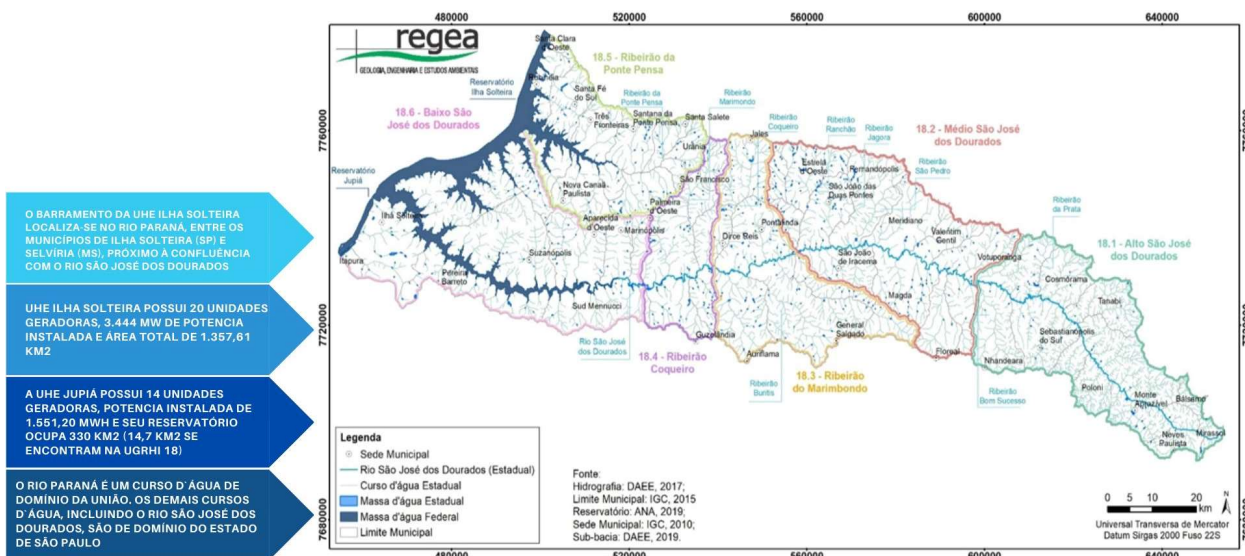 O BARRAMENTO DA UHE ILHA SOLTEIRA
LOCALIZA-SE NO RIO PARANÁ, ENTRE OS
MUNICÍPIOS DE ILHA SOLTEIRA (SP) E
SELVÍRIA (MS), PRÓXIMO À CONFLUÊNCIA
COM O RIO SÃO JOSÉ DOS DOURADOS
UHE ILHA SOLTEIRA POSSUI 20 UNIDADES
GERADORAS, 3.444 MW DE POTENCIA
INSTALADA E ÁREA TOTAL DE 1.357,61
KM2
A UHE JUPIÁ POSSUI 14 UNIDADES
GERADORAS, POTENCIA INSTALADA DE
1.551,20 MWH E SEU RESERVATÓRIO
OCUPA 330 KM2 (14,7 KM2 SE
ENCONTRAM NA UGRHI 18)
O RIO PARANÁ É UM CURSO D`ÁGUA DE
DOMÍNIO DA UNIÃO. OS DEMAIS CURSOS
D`ÁGUA, INCLUINDO O RIO SÃO JOSÉ DOS
DOURADOS, SÃO DE DOMÍNIO DO ESTADO
DE SÃO PAULO
480000 520000 560000 600000 640000
regea
GEOLOGIA, ENGENHARIA E ESTUDOS AMBIENTAIS
Santa Clara
d'Oeste
18.5 - Ribeirão da
Ponte Pensa
Reservatório
Ilha Solteira
Rubinéia
Santa Fé
do Sul
Ribeirão da
Ponte Pensa
Ribeirão
Marimondo
18.6 - Baixo São
José dos Dourados
Três
Fronteiras
Santana da
Ponte Pensa
Santa Salete
Ribeirão
Coqueiro
Ribeirão
Ranchão
Ribeirão
Jagora
18.2 - Médio São José
dos Dourados
7760000
Urânia
Jales
Reservatório
Jupiá
São Francisco
Estrela
d'Oeste
Fernandópolis
Ribeirão
São Pedro
Nova Canaã
Paulista
São João das
Duas Pontes
Palmeira
d'Oeste
Ilha Solteira
Aparecida
d'Oeste
Marinópolis
Dirce Reis
Pontalinda
Meridiano
Valentim
Gentil
Ribeirão
da Prata
18.1 - Alto São José
dos Dourados
Itapura
Suzanápolis
São João
de Iracema
Votuporanga
Pereira
Barreto
Cosmorama
Sud Mennucci
Magda
Tanabi
7720000
Rio São José
dos Dourados
Guzolândia
General
Salgado
Sebastianópolis
do Sul
18.4 - Ribeirão
Coqueiro
Auriflama
Floreal
Nhandeara
18.3 - Ribeirão
do Marimbondo
Ribeirão
Buritis
Ribeirão
Bom Sucesso
Poloni
Monte
Aprazível
Bálsamo
Neves
Paulista
Mirassol
Legenda
Sede Municipal
Rio São José dos Dourados (Estadual)
Curso d'água Estadual
Massa d'água Estadual
Massa d'água Federal
Limite Municipal
Fonte:
Hidrografia: DAEE, 2017;
Limite Municipal: IGC, 2015
Reservatório: ANA, 2019;
Sede Municipal: IGC, 2010;
Sub-bacia: DAEE, 2019.
7680000
0 5 10 20
km
N
Universal Transversa de Mercator
Datum Sirgas 2000 Fuso 22S
480000 520000 560000 600000 640000